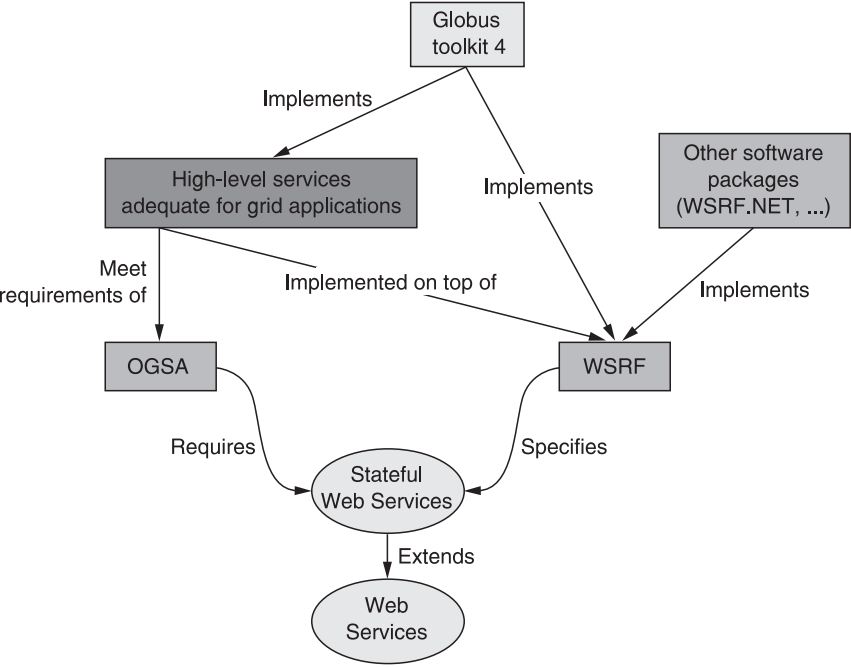 Globus
toolkit 4
Implements
Other software
packages
(WSRF.NET, ...)
High-level services
adequate for grid applications
Implements
Meet
requirements of
Implemented on top of
Implements
OGSA
WSRF
Requires
Specifies
Stateful
Web Services
Extends
Web
Services